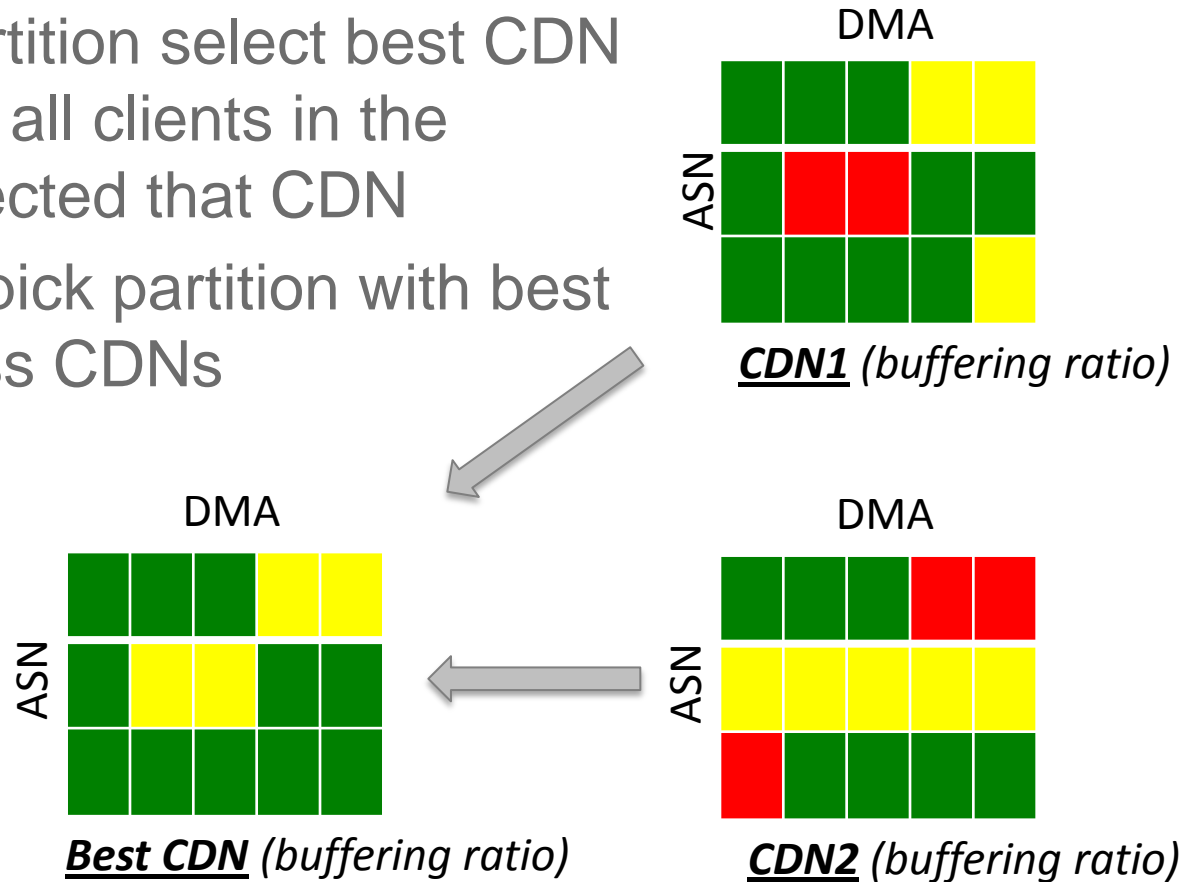 rtition select best CDN
all clients in the
ected that CDN
pick partition with best
ss CDNs
DMA
ASN
CDN1 (buffering ratio)
DMA
ASN
Best CDN (buffering ratio)
DMA
ASN
CDN2 (buffering ratio)